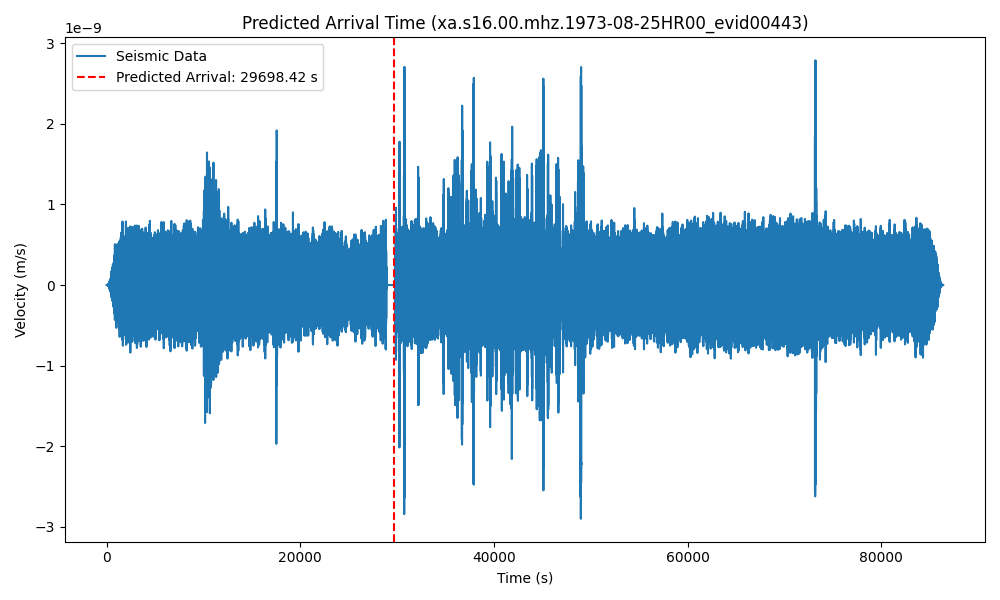 Predicted Arrival Time (xa.s16.00.mhz.1973-08-25HR00_evid00443)
1e−9
Seismic Data
Predicted Arrival: 29698.42 s
3
2
1
0
−1
−2
−3
Velocity (m/s)
0 20000 40000 60000 80000
Time (s)